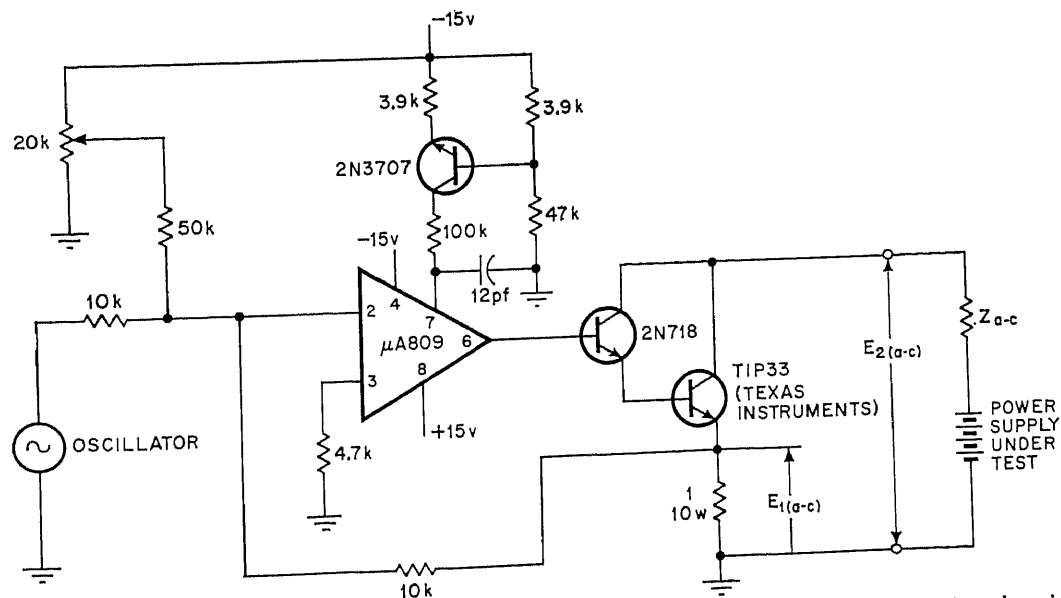 -15v
3.9k
3.9k
20k
2N3707
50k
100k
47k
-15v
12pf
10k
2
4
7
μA809
6
3
8
2N718
Za-c
E2(a-c)
TIP33
(TEXAS
INSTRUMENTS)
POWER
SUPPLY
UNDER
TEST
OSCILLATOR
4.7k
+15v
1
10w
E1(a-c)
10k